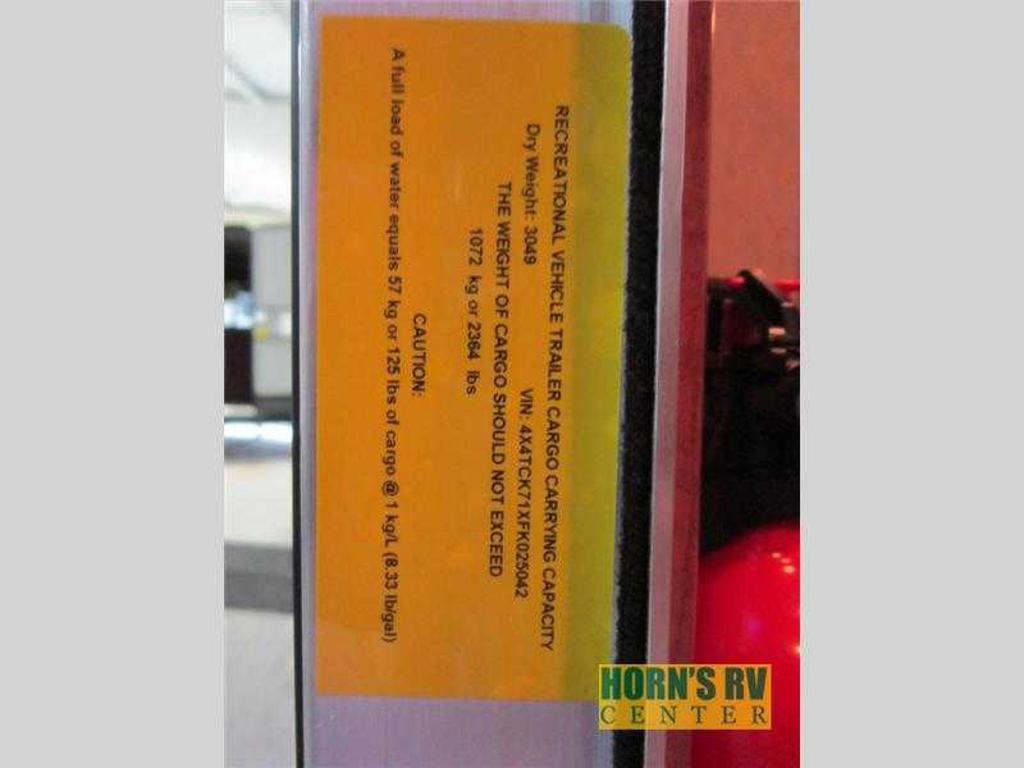 RECREATIONAL VEHICLE TRAILER CARGO CARRYING CAPACITY
Dry Weight: 3049 VIN: 4X4TCK71XFK025042
THE WEIGHT OF CARGO SHOULD NOT EXCEED
1072 kg or 2364 lbs
CAUTION:
A full load of water equals 57 kg or 125 lbs of cargo @ 1 kg/L (8.33 lb/gal)
HORN'S RV
CENTER